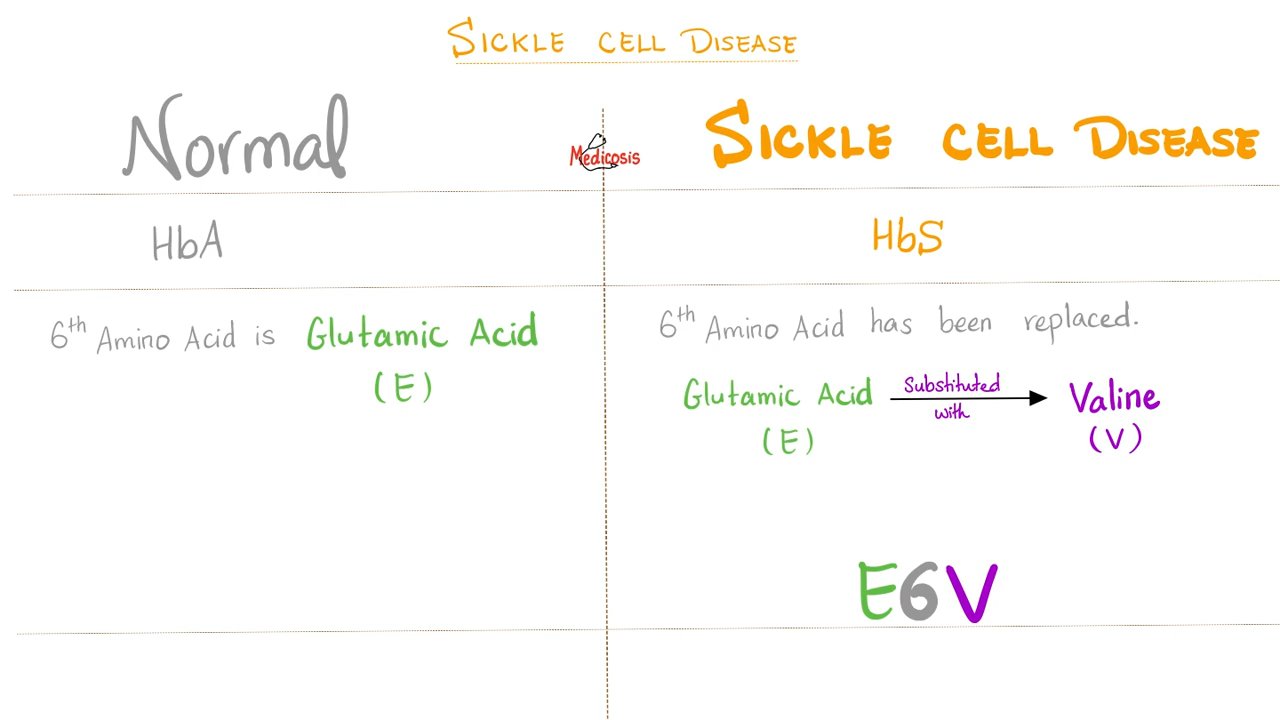 SICKLE CELL DISEASE
Normal
Medicosis
SICKLE CELL DISEASE
HbA
HbS
6th Amino Acid is Glutamic Acid
(E)
6th Amino Acid has been replaced.
Glutamic Acid Substituted with Valine
(E)
(V)
E6V